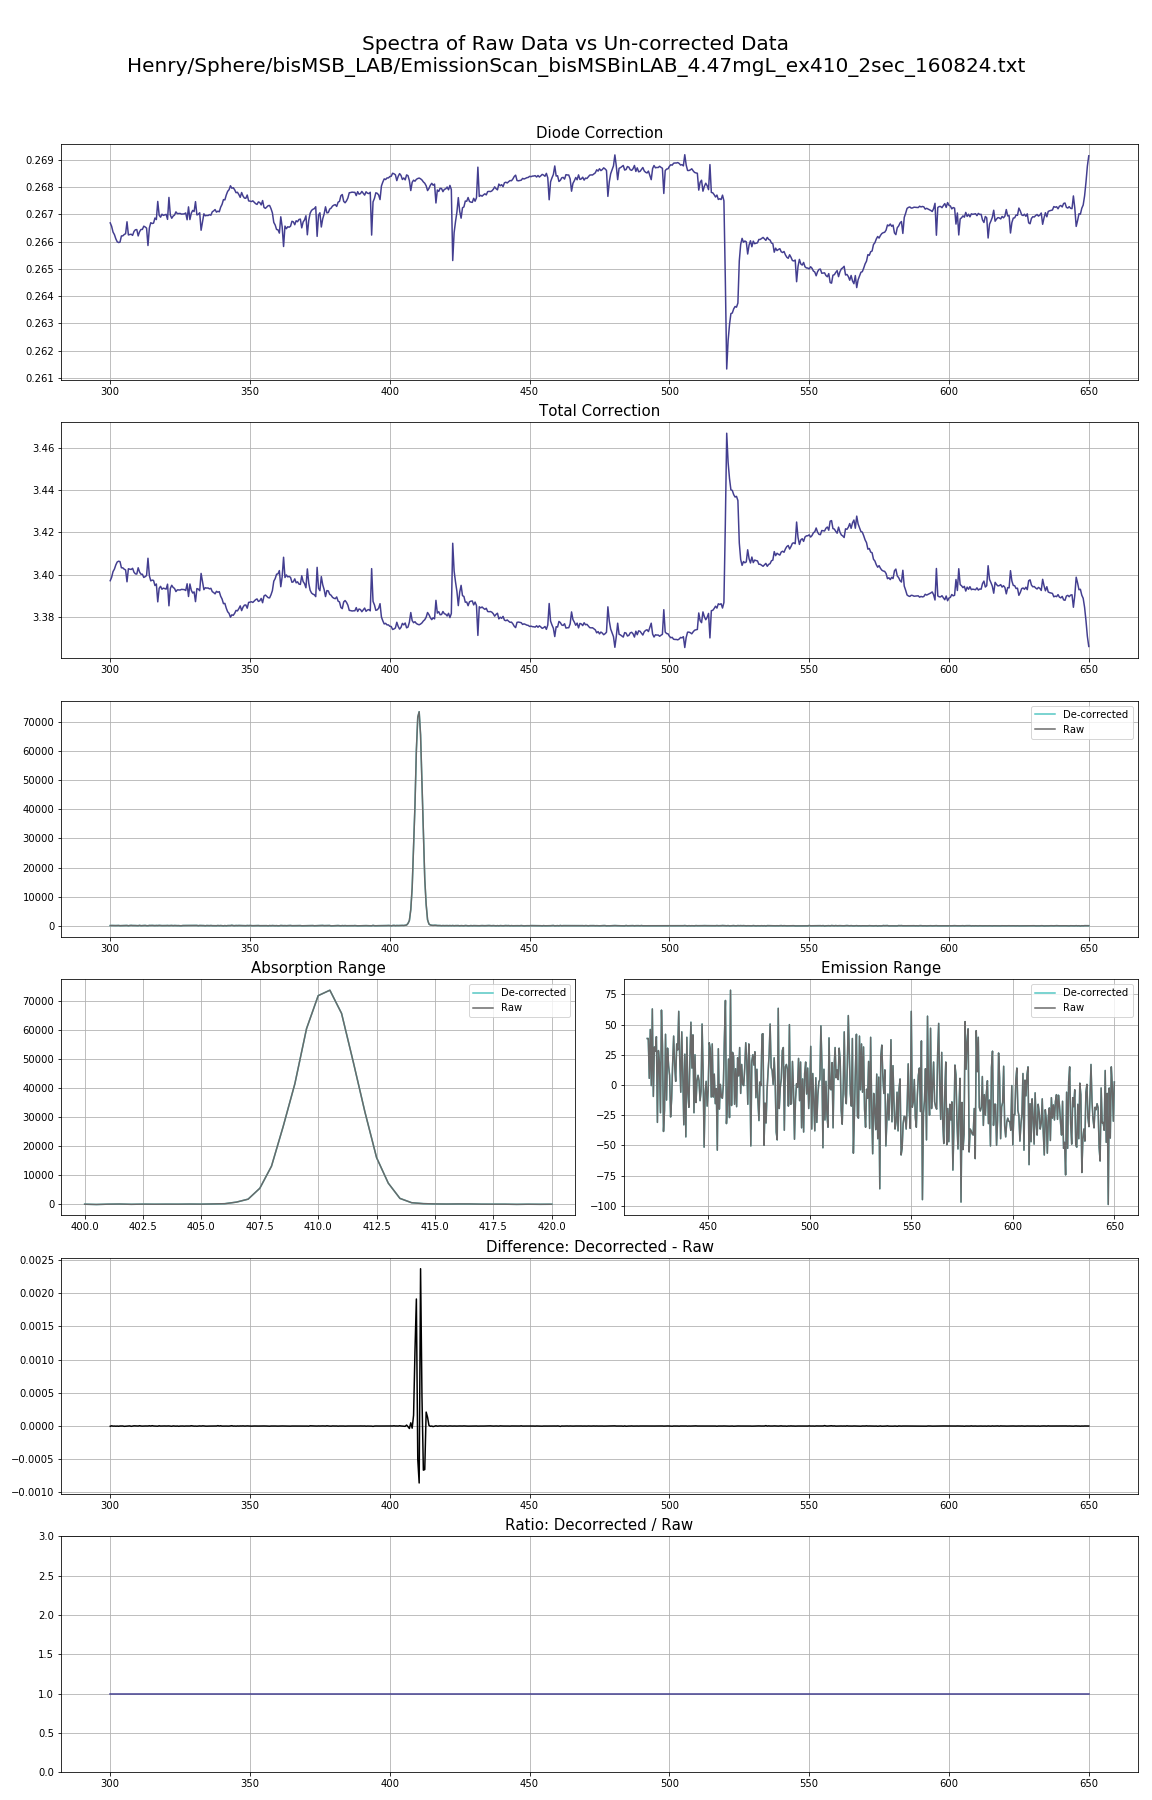 Spectra of Raw Data vs Un-corrected Data
Henry/Sphere/bisMSB_LAB/EmissionScan_bisMSBinLAB_4.47mgL_ex410_2sec_160824.txt
Diode Correction
0.269
0.268
0.267
0.266
0.265
0.264
0.263
0.262
0.261
300 350 400 450 500 550 600 650
Total Correction
3.46
3.44
3.42
3.40
3.38
300 350 400 450 500 550 600 650
De-corrected
Raw
70000
60000
50000
40000
30000
20000
10000
0
300 350 400 450 500 550 600 650
Absorption Range
De-corrected
Raw
70000
60000
50000
40000
30000
20000
10000
0
400.0 402.5 405.0 407.5 410.0 412.5 415.0 417.5 420.0
Emission Range
De-corrected
Raw
75
50
25
0
−25
−50
−75
−100
450 500 550 600 650
Difference: Decorrected - Raw
0.0025
0.0020
0.0015
0.0010
0.0005
0.0000
−0.0005
−0.0010
300 350 400 450 500 550 600 650
Ratio: Decorrected / Raw
3.0
2.5
2.0
1.5
1.0
0.5
0.0
300 350 400 450 500 550 600 650